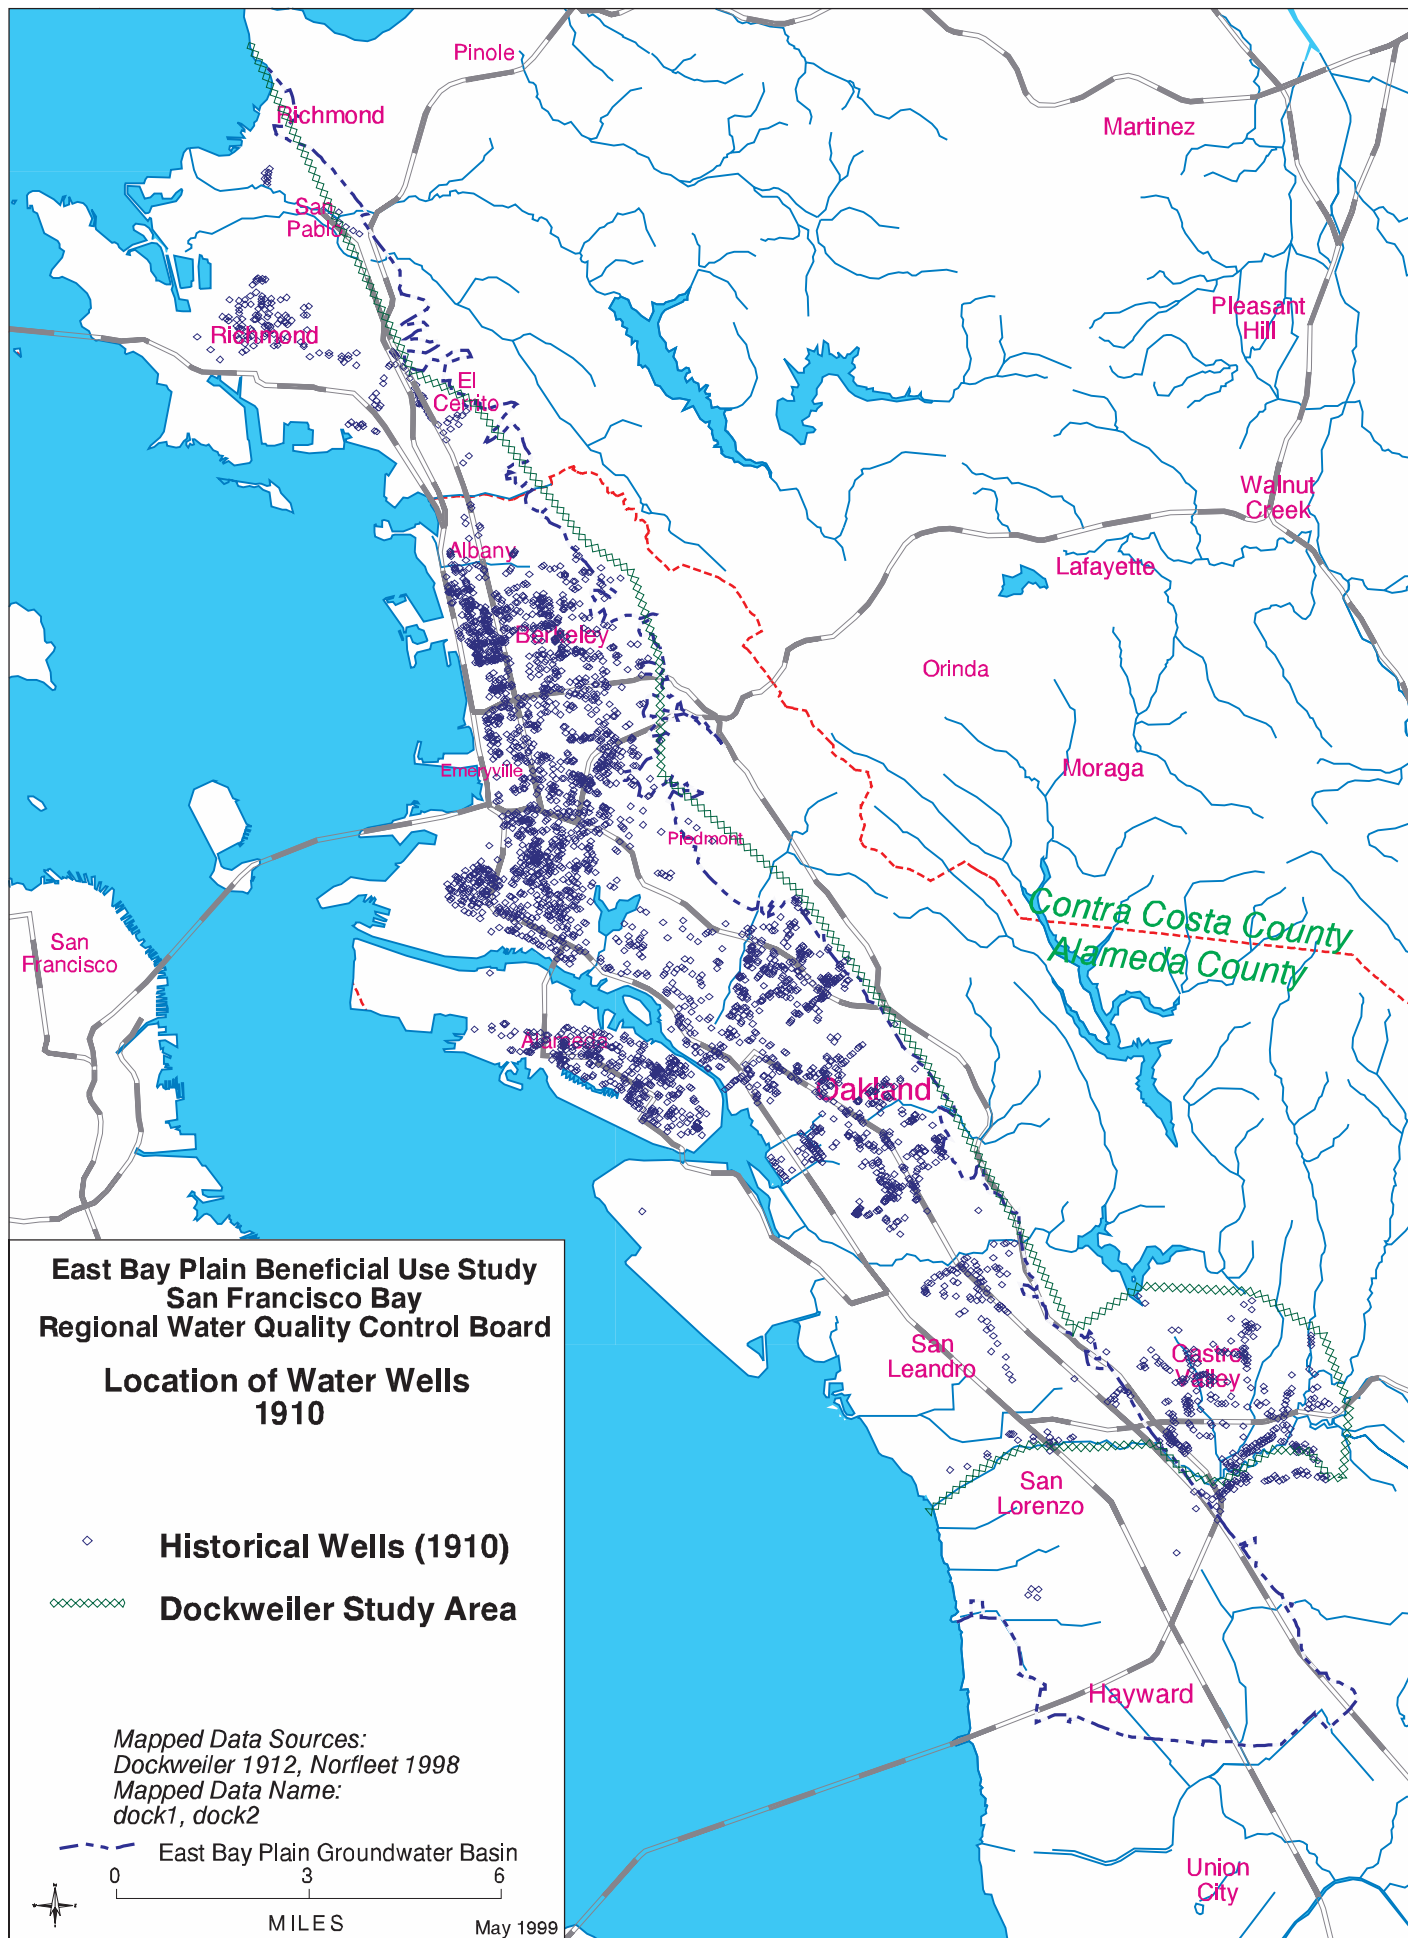 Pinole
Richmond
Martinez
San
Pablo
Pleasant
Hill
Richmond
El
Cerrito
Walnut
Creek
Albany
Lafayette
Berkeley
Orinda
Emeryville
Moraga
Piedmont
Contra Costa County
Alameda County
San
Francisco
Alameda
Oakland
San
Leandro
Castro
Valley
San
Lorenzo
Hayward
Union
City
East Bay Plain Beneficial Use Study
San Francisco Bay
Regional Water Quality Control Board
Location of Water Wells
1910
Historical Wells (1910)
Dockweiler Study Area
Mapped Data Sources:
Dockweiler 1912, Norfleet 1998
Mapped Data Name:
dock1, dock2
East Bay Plain Groundwater Basin
0 3 6
MILES
May 1999